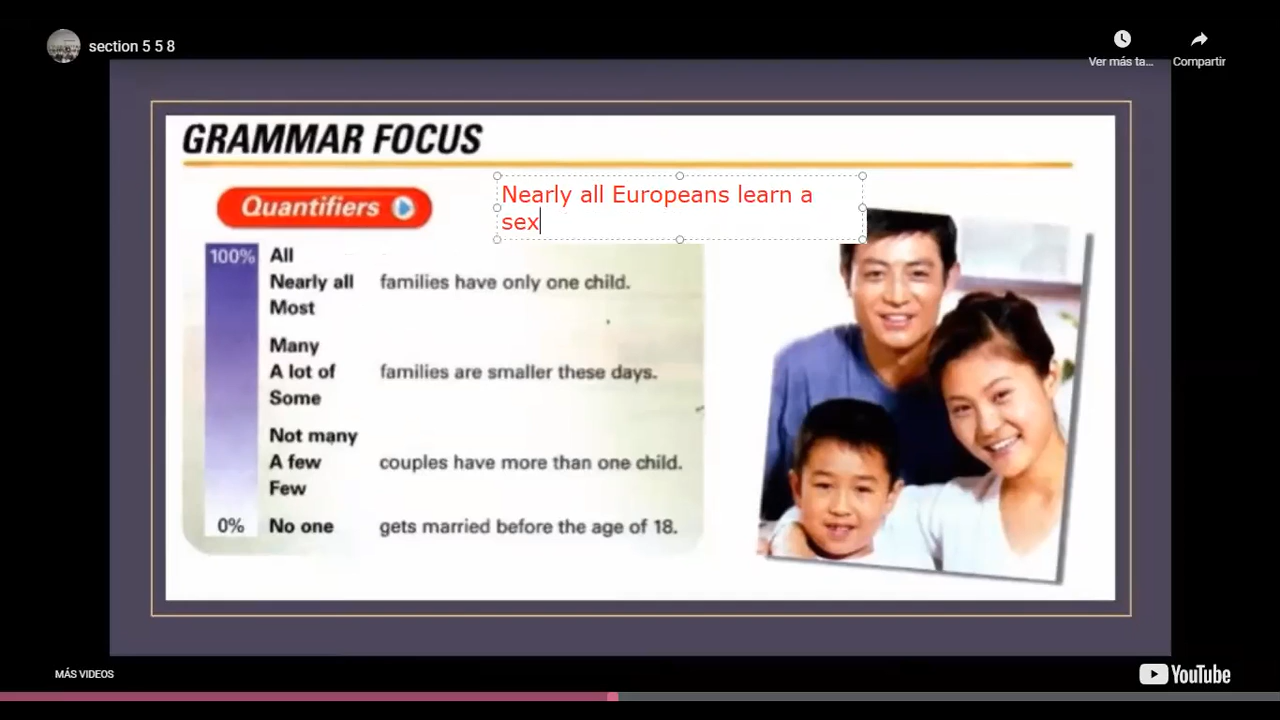 section 5 5 8
Ver más ta...
Compartir
GRAMMAR FOCUS
Quantifiers
Nearly all Europeans learn a
sex
100% All
Nearly all families have only one child.
Most
Many
A lot of families are smaller these days.
Some
Not many
A few couples have more than one child.
Few
0% No one gets married before the age of 18.
MÁS VIDEOS
YouTube